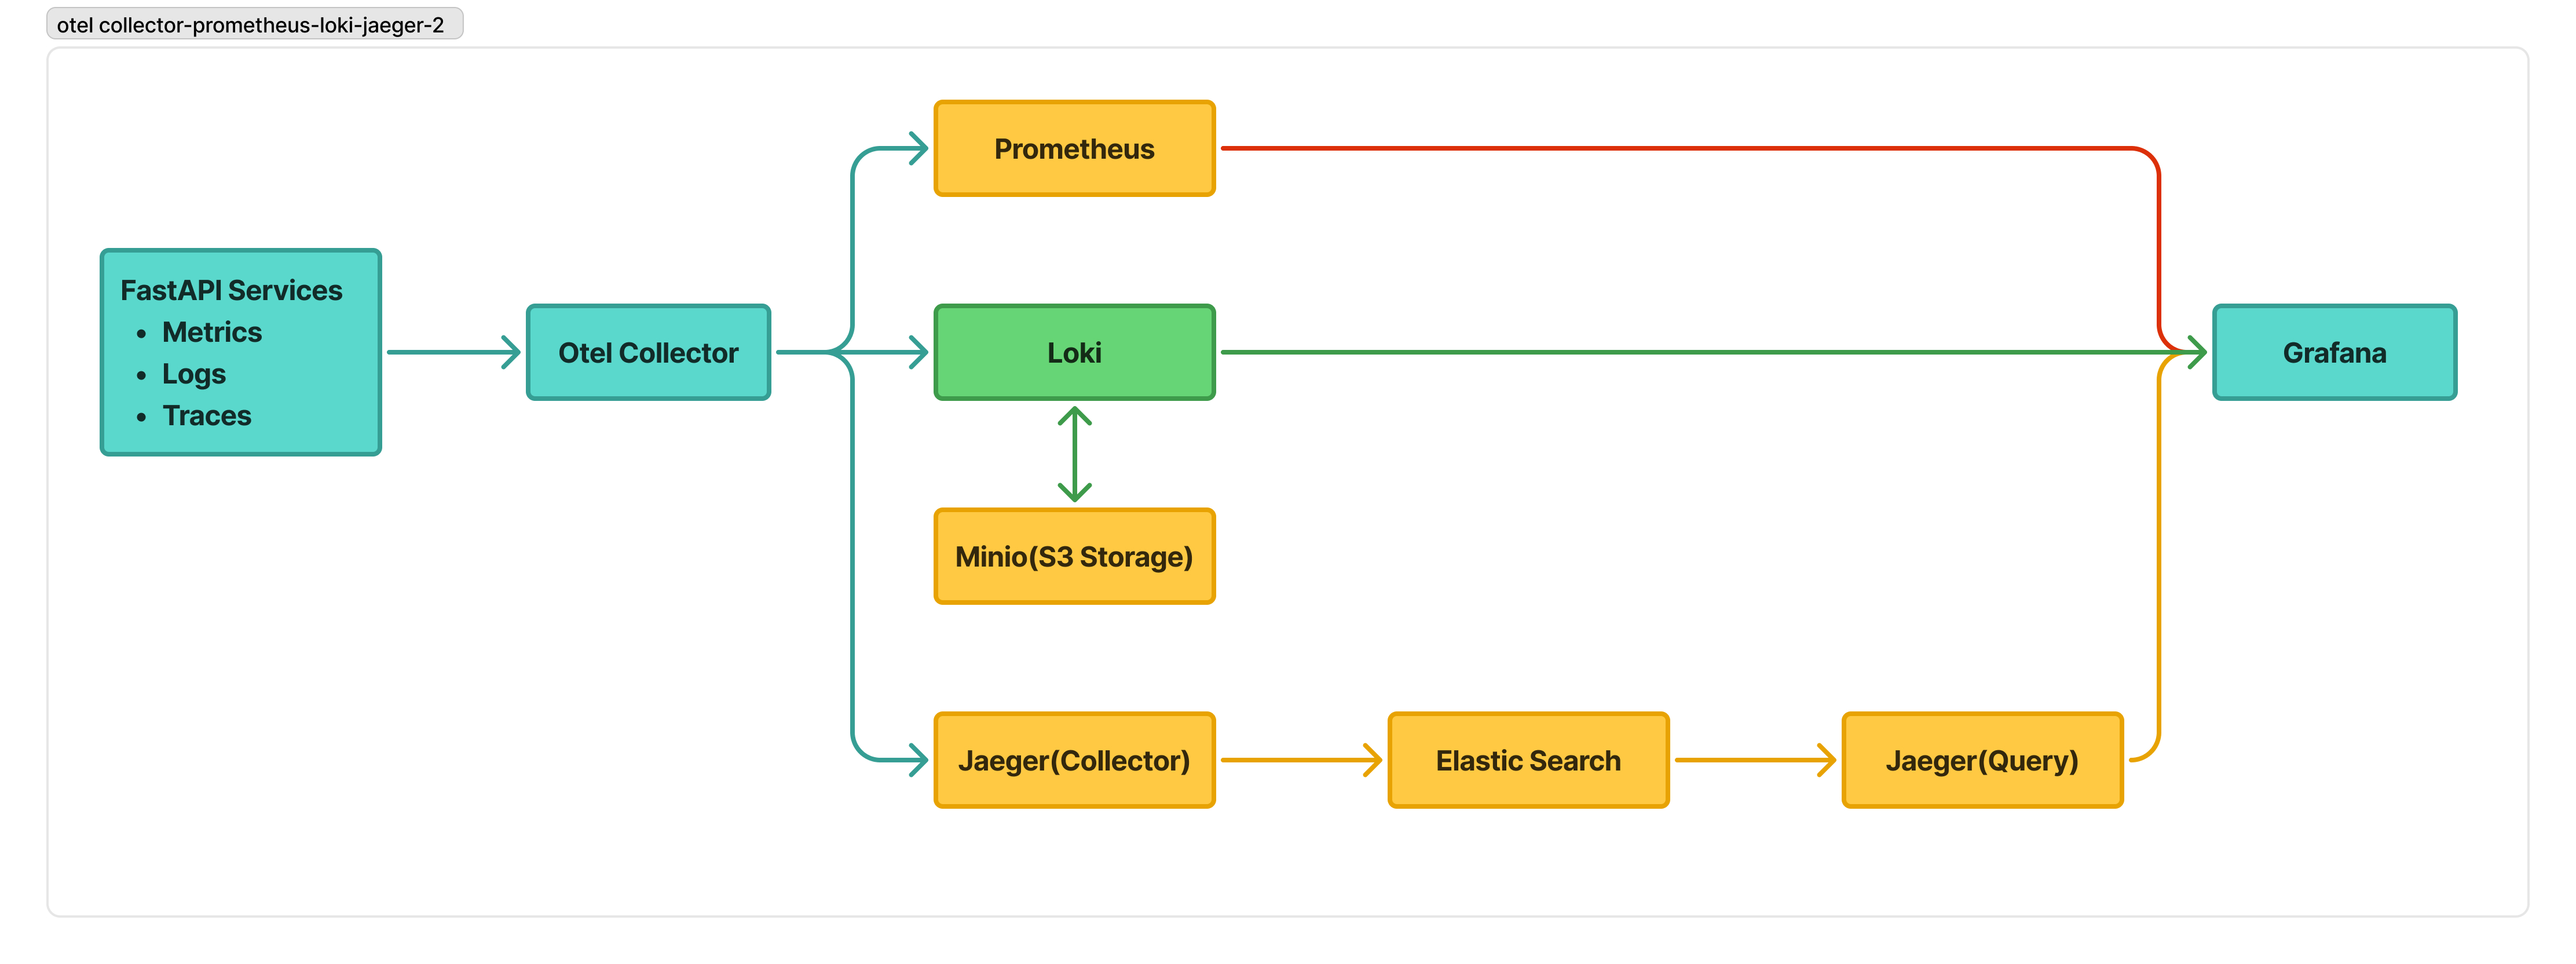 otel collector-prometheus-loki-jaeger-2
Prometheus
FastAPI Services
• Metrics
• Logs
• Traces
Otel Collector
Loki
Grafana
Minio(S3 Storage)
Jaeger(Collector)
Elastic Search
Jaeger(Query)